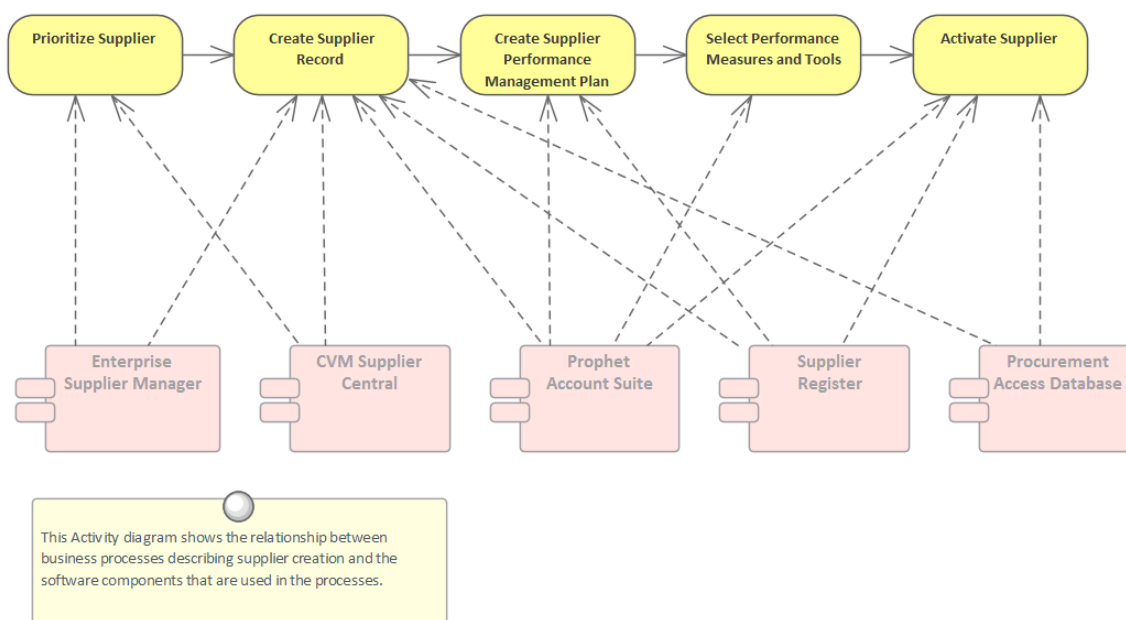 Prioritize Supplier
Create Supplier
Record
Create Supplier
Performance
Management Plan
Select Performance
Measures and Tools
Activate Supplier
Enterprise
Supplier Manager
CVM Supplier
Central
Prophet
Account Suite
Supplier
Register
Procurement
Access Database
This Activity diagram shows the relationship between
business processes describing supplier creation and the
software components that are used in the processes.